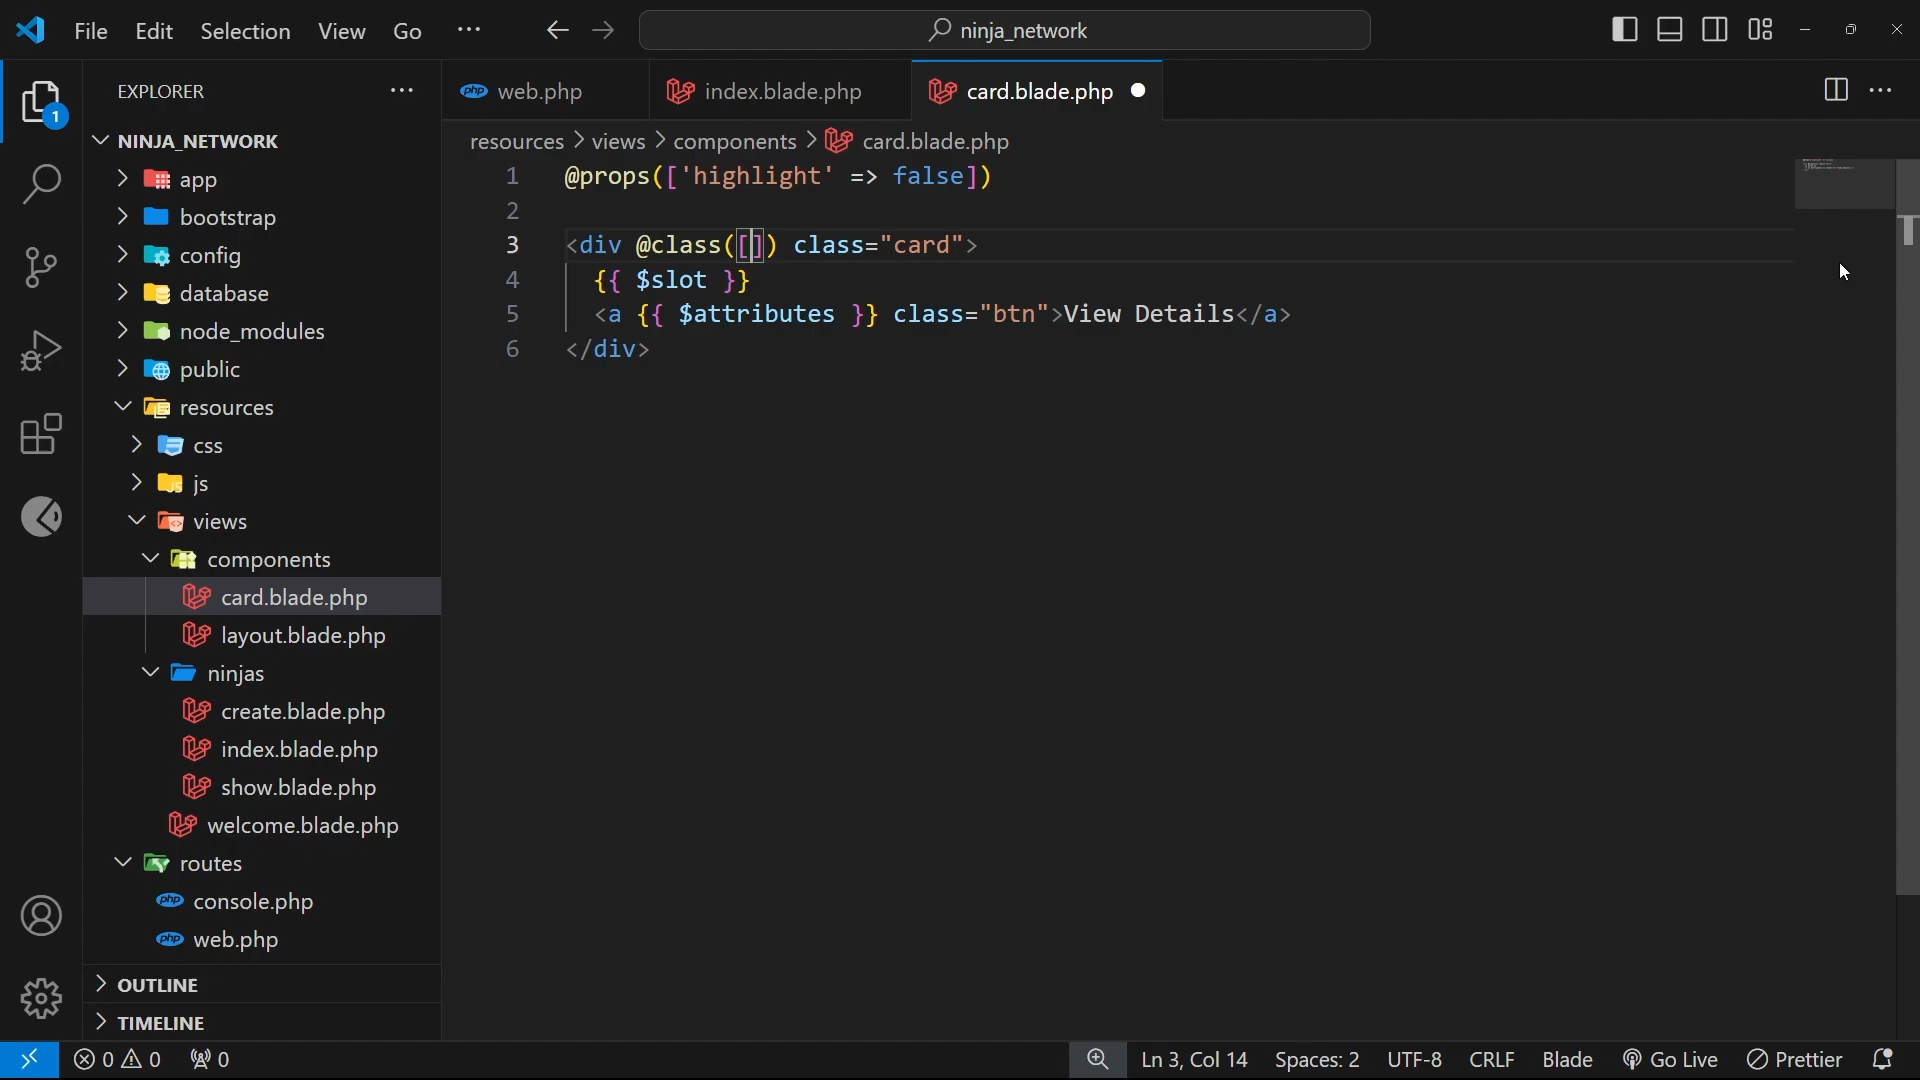 File Edit Selection View Go ···
ninja_network
EXPLORER ···
web.php
index.blade.php
card.blade.php
NINJA_NETWORK
resources > views > components > card.blade.php
1 @props(['highlight' => false])
2
3 <div @class([]) class="card">
4 {{ $slot }}
5 <a {{ $attributes }} class="btn">View Details</a>
6 </div>
1
app
bootstrap
config
database
node_modules
public
resources
css
js
views
components
card.blade.php
layout.blade.php
ninjas
create.blade.php
index.blade.php
show.blade.php
welcome.blade.php
routes
console.php
web.php
OUTLINE
TIMELINE
0 0 0
Ln 3, Col 14 Spaces: 2 UTF-8 CRLF Blade Go Live Prettier